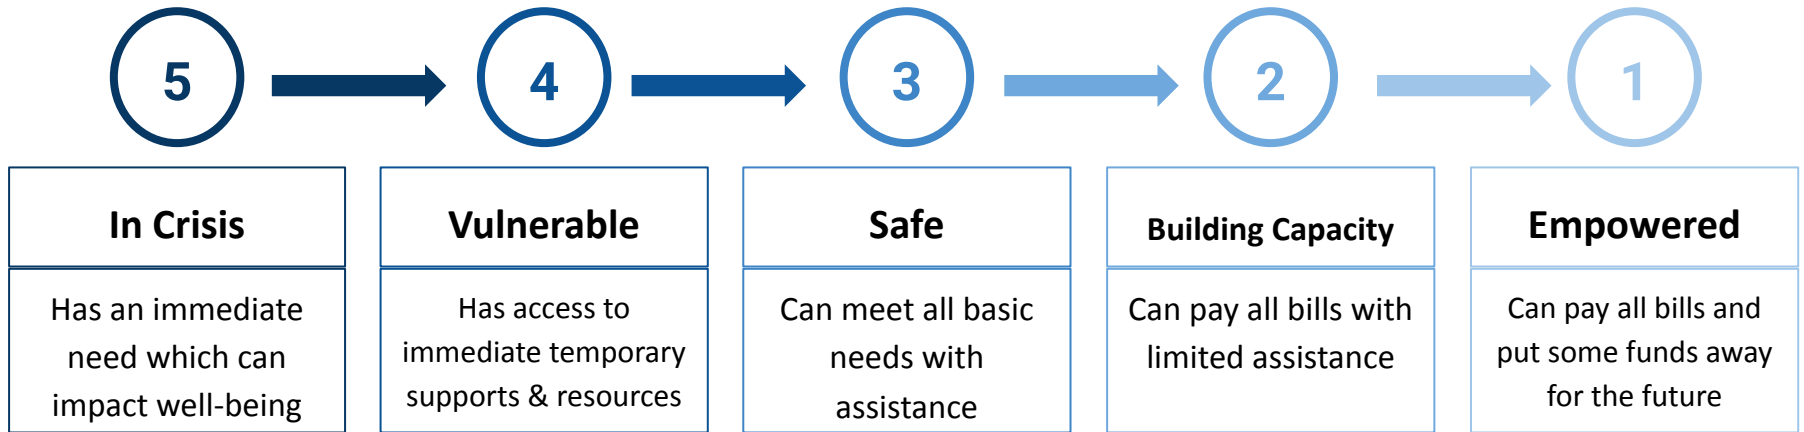 5
4
3
2
1
In Crisis
Vulnerable
Safe
Building Capacity
Empowered
Has an immediate
need which can
impact well-being
Has access to
immediate temporary
supports & resources
Can meet all basic
needs with
assistance
Can pay all bills with
limited assistance
Can pay all bills and
put some funds away
for the future